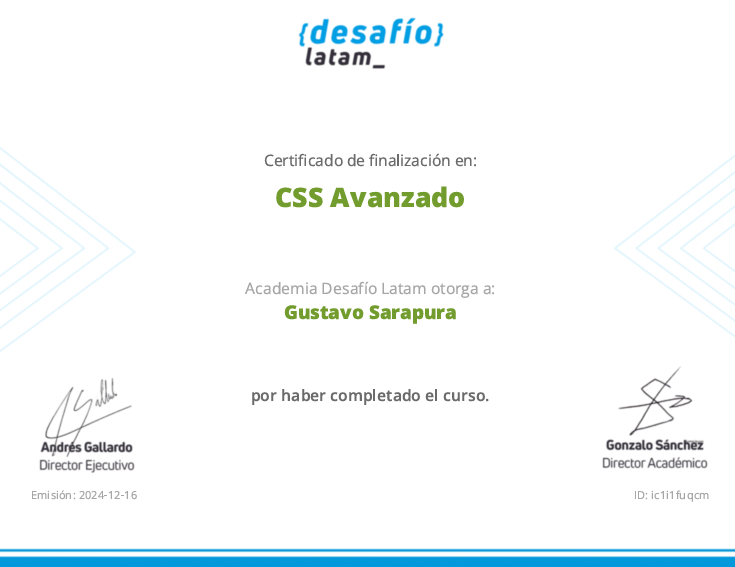 {desafío}
latam_
Certificado de finalización en:
CSS Avanzado
Academia Desafío Latam otorga a:
Gustavo Sarapura
por haber completado el curso.
Andrés Gallardo
Director Ejecutivo
Emisión: 2024-12-16
Gonzalo Sánchez
Director Académico
ID: ic1i1fuqcm